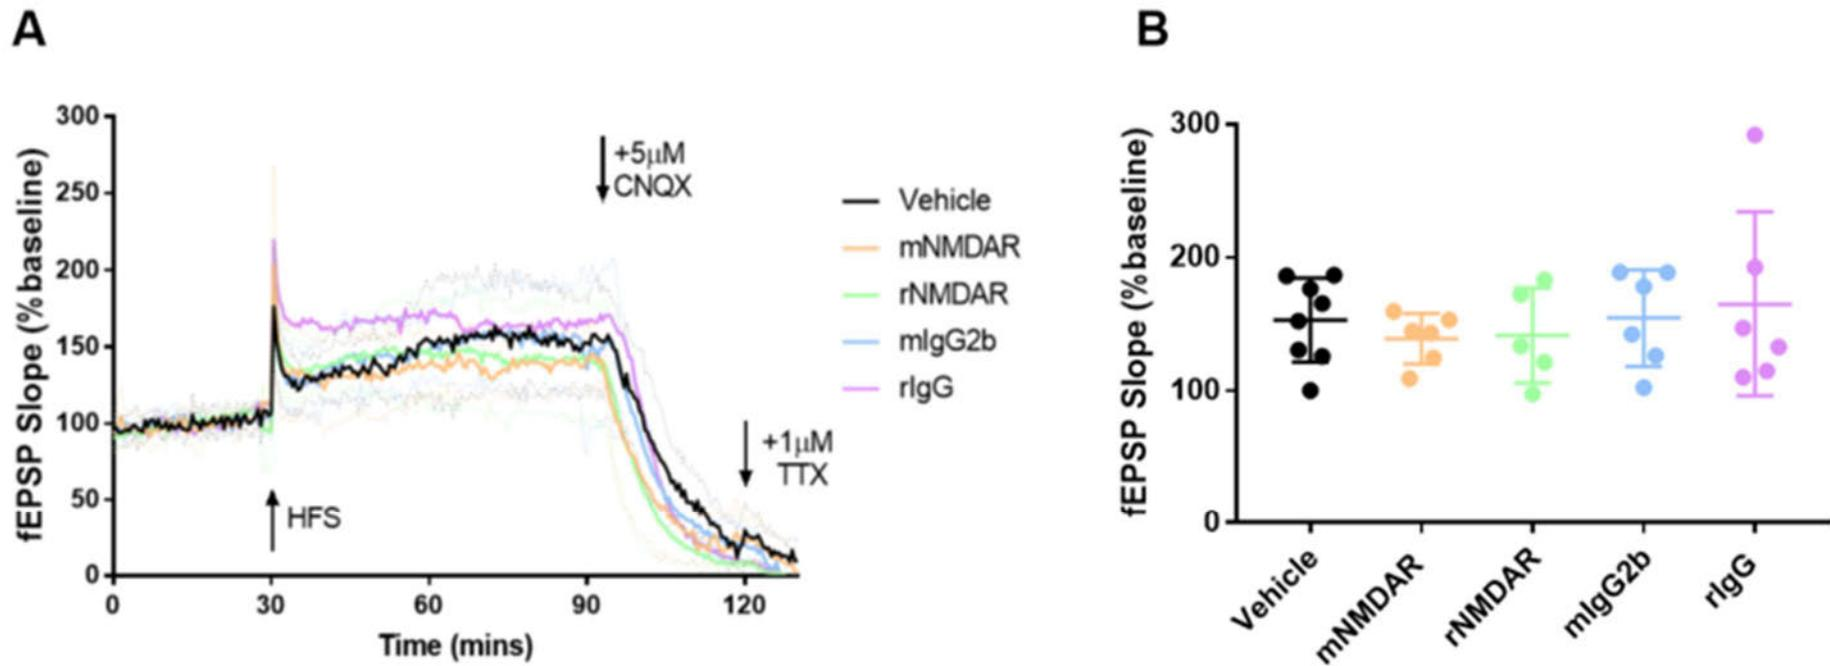 A
fEPSP Slope (%baseline)
300
250
200
150
100
50
0
0 30 60 90 120
Time (mins)
HFS
+5μM
CNQX
+1μM
TTX
Vehicle
mNMDAR
rNMDAR
mIgG2b
rIgG
B
fEPSP Slope (%baseline)
300
200
100
0
Vehicle
mNMDAR
rNMDAR
mIgG2b
rIgG